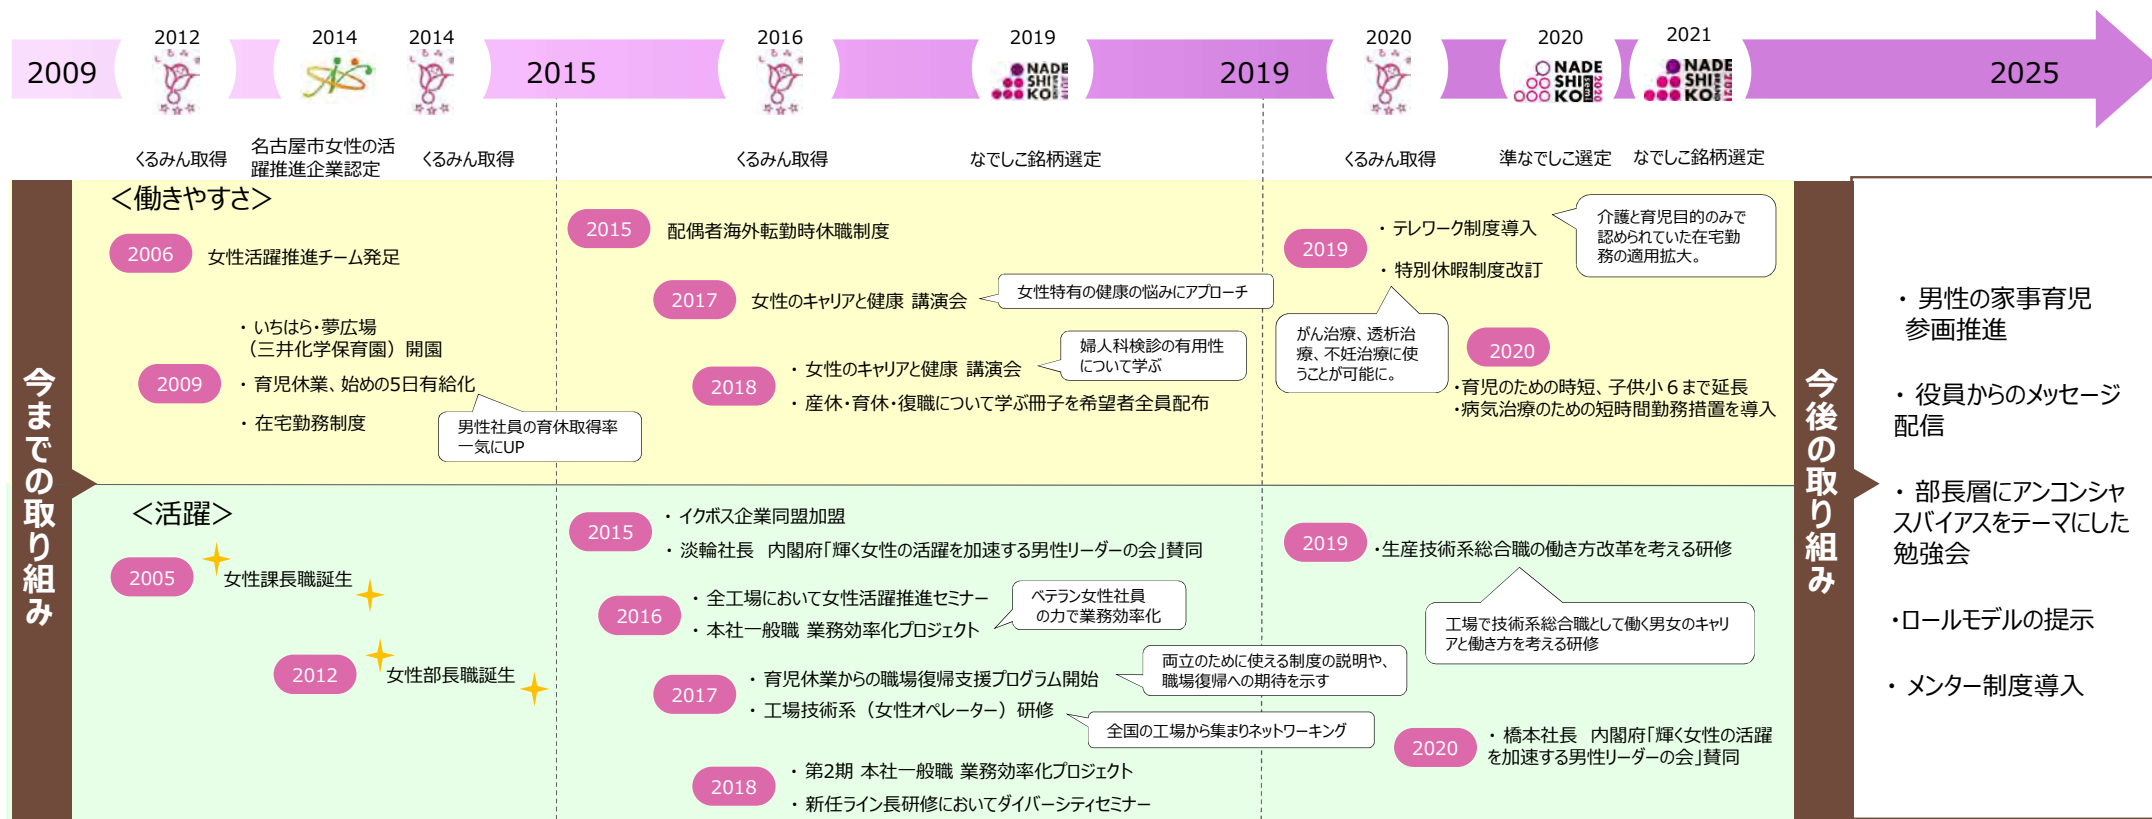 2009
2012
2014
2014
2015
2016
2019
2019
2020
2020
2021
2025
NADE
SHI
KO
NADE
SHI
KO
2020
NADE
SHI
KO
くるみん取得
名古屋市女性の活
躍推進企業認定
くるみん取得
くるみん取得
なでしこ銘柄選定
くるみん取得
準なでしこ選定
なでしこ銘柄選定
今までの取り組み
＜働きやすさ＞
2006
女性活躍推進チーム発足
2009
・いちはら・夢広場
（三井化学保育園）開園
・育児休業、始めの5日有給化
・在宅勤務制度
男性社員の育休取得率
一気にUP
2015
配偶者海外転勤時休職制度
2017
女性のキャリアと健康 講演会
女性特有の健康の悩みにアプローチ
2018
・女性のキャリアと健康 講演会
婦人科検診の有用性
について学ぶ
・産休・育休・復職について学ぶ冊子を希望者全員配布
2019
・テレワーク制度導入
介護と育児目的のみで
認められていた在宅勤
務の適用拡大。
・特別休暇制度改訂
がん治療、透析治
療、不妊治療に使
うことが可能に。
2020
・育児のための時短、子供小６まで延長
・病気治療のための短時間勤務措置を導入
＜活躍＞
2005
女性課長職誕生
2012
女性部長職誕生
2015
・イクボス企業同盟加盟
・淡輪社長　内閣府「輝く女性の活躍を加速する男性リーダーの会」賛同
2016
・全工場において女性活躍推進セミナー
・本社一般職 業務効率化プロジェクト
ベテラン女性社員
の力で業務効率化
2017
・育児休業からの職場復帰支援プログラム開始
両立のために使える制度の説明や、
職場復帰への期待を示す
・工場技術系（女性オペレーター）研修
全国の工場から集まりネットワーキング
2018
・第2期 本社一般職 業務効率化プロジェクト
・新任ライン長研修においてダイバーシティセミナー
2019
・生産技術系総合職の働き方改革を考える研修
工場で技術系総合職として働く男女のキャリ
アと働き方を考える研修
2020
・橋本社長　内閣府「輝く女性の活躍
を加速する男性リーダーの会」賛同
今後の取り組み
・男性の家事育児
参画推進
・役員からのメッセージ
配信
・部長層にアンコンシャ
スバイアスをテーマにした
勉強会
・ロールモデルの提示
・メンター制度導入